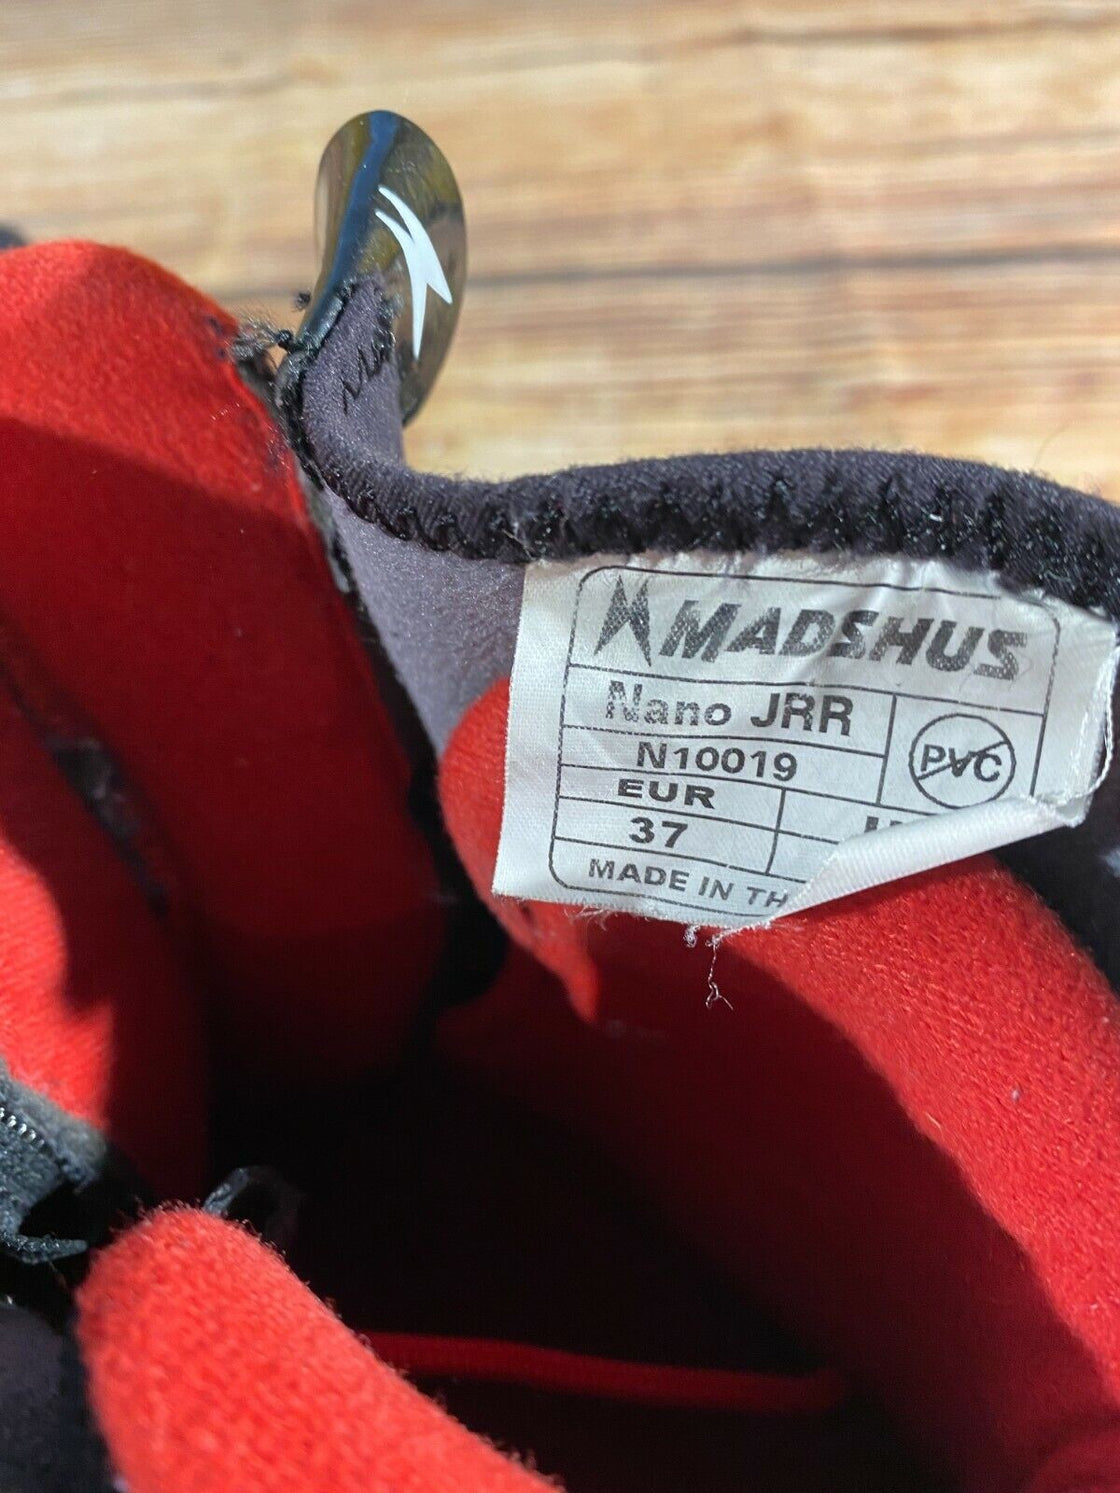 MADSHUS
Nano JRR
N10019
PVC
EUR
37
MADE IN TH